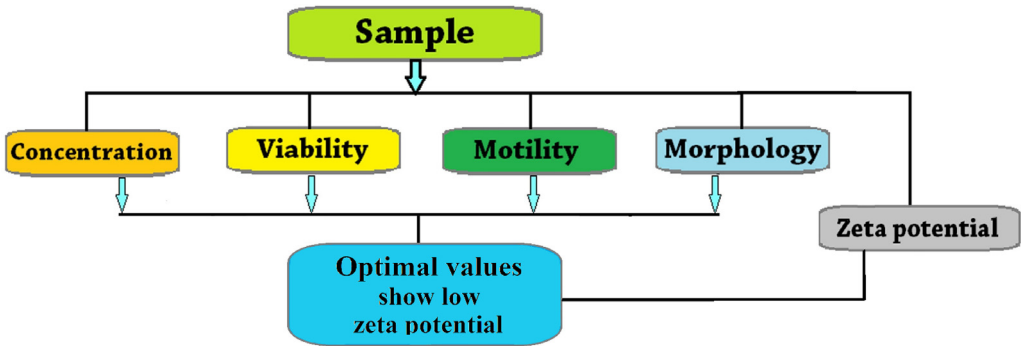 Sample
Concentration
Viability
Motility
Morphology
Zeta potential
Optimal values
show low
zeta potential